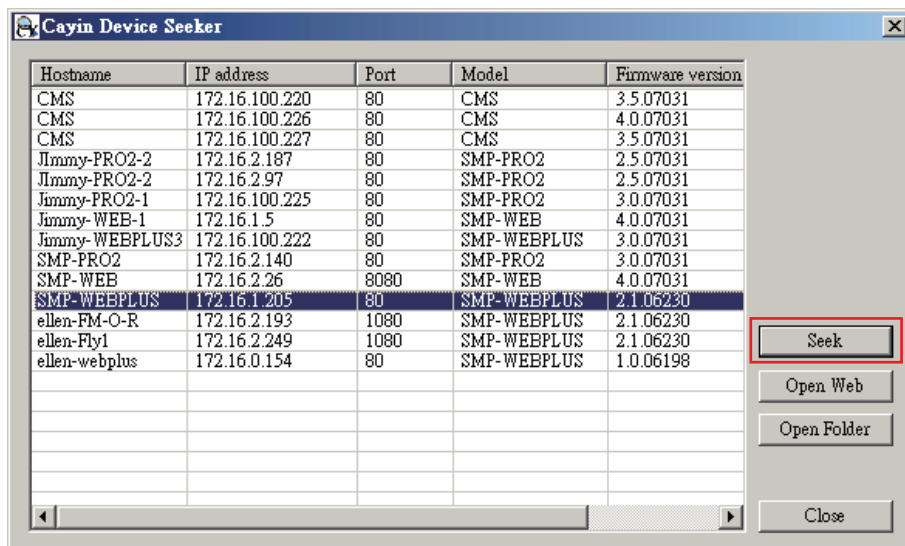 Cayin Device Seeker
Hostname IP address Port Model Firmware version
CMS 172.16.100.220 80 CMS 3.5.07031
CMS 172.16.100.226 80 CMS 4.0.07031
CMS 172.16.100.227 80 CMS 3.5.07031
JImmy-PRO2-2 172.16.2.187 80 SMP-PRO2 2.5.07031
JImmy-PRO2-2 172.16.2.97 80 SMP-PRO2 2.5.07031
Jimmy-PRO2-1 172.16.100.225 80 SMP-PRO2 3.0.07031
Jimmy-WEB-1 172.16.1.5 80 SMP-WEB 4.0.07031
Jimmy-WEBPLUS3 172.16.100.222 80 SMP-WEBPLUS 3.0.07031
SMP-PRO2 172.16.2.140 80 SMP-PRO2 3.0.07031
SMP-WEB 172.16.2.26 8080 SMP-WEB 4.0.07031
SMP-WEBPLUS 172.16.1.205 80 SMP-WEBPLUS 2.1.06230
ellen-FM-O-R 172.16.2.193 1080 SMP-WEBPLUS 2.1.06230
ellen-Fly1 172.16.2.249 1080 SMP-WEBPLUS 2.1.06230
ellen-webplus 172.16.0.154 80 SMP-WEBPLUS 1.0.06198
Seek
Open Web
Open Folder
Close